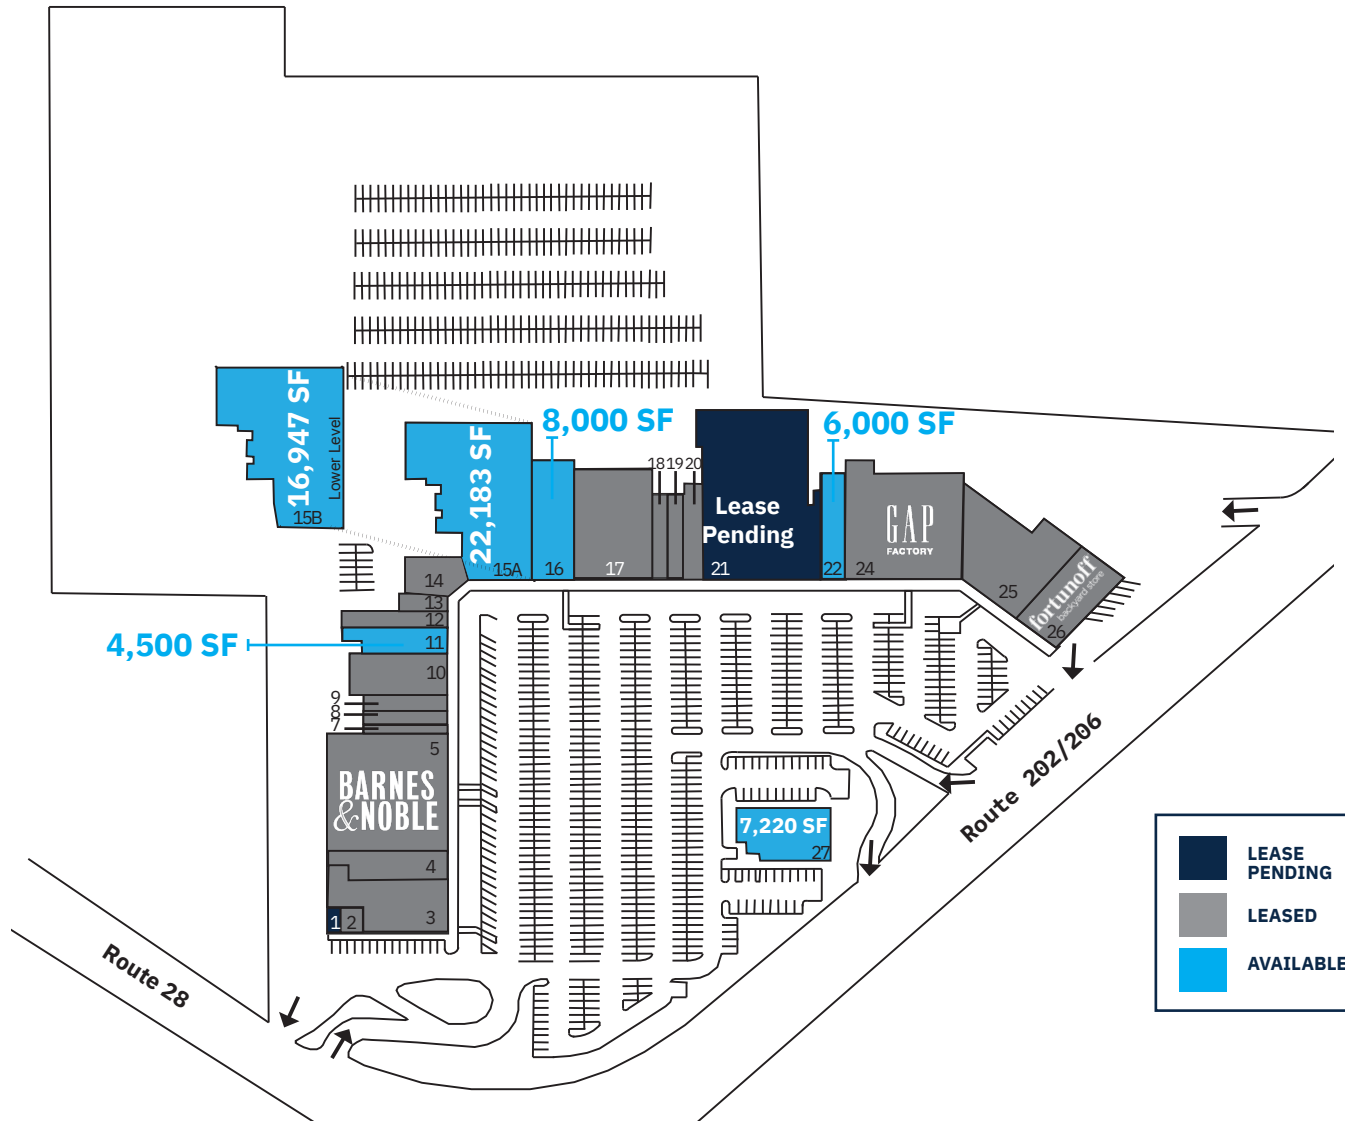 8,000 SF
6,000 SF
16,947 SF
Lower Level
15B
22,183 SF
15A
16
17
18
19
20
Lease
Pending
21
22
24
GAP
FACTORY
25
fortunoff
backyard store
26
14
13
12
4,500 SF
11
10
9
8
7
5
BARNES
&NOBLE
4
3
1
2
7,220 SF
27
Route 202/206
Route 28
LEASE
PENDING
LEASED
AVAILABLE